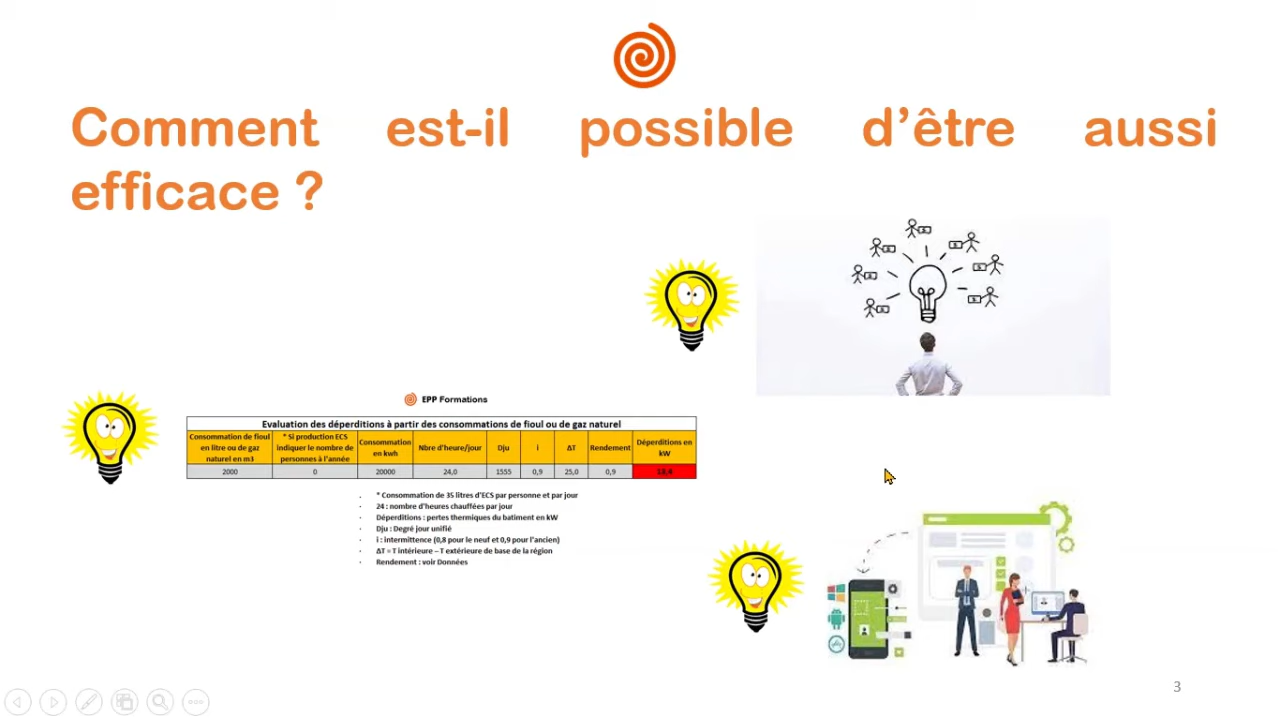 Comment est-il possible d'être aussi
efficace ?
EPP Formations
Evaluation des déperditions à partir des consommations de fioul ou de gaz naturel
Consommation de fioul en litre ou de gaz naturel en m3
* Si production ECS indiquer le nombre de personnes à l'année
Consommation en kwh
Nbre d'heure/jour
Dju
i
ΔT
Rendement
Déperditions en kW
2000 0 20000 24,0 1555 0,9 25,0 0,9
* Consommation de 35 litres d'ECS par personne et par jour
24 : nombre d'heures chauffées par jour
Déperditions : pertes thermiques du batiment en kW
Dju : Degré jour unifié
i : intermittence (0,8 pour le neuf et 0,9 pour l'ancien)
ΔT = T intérieure – T extérieure de base de la région
Rendement : voir Données
3